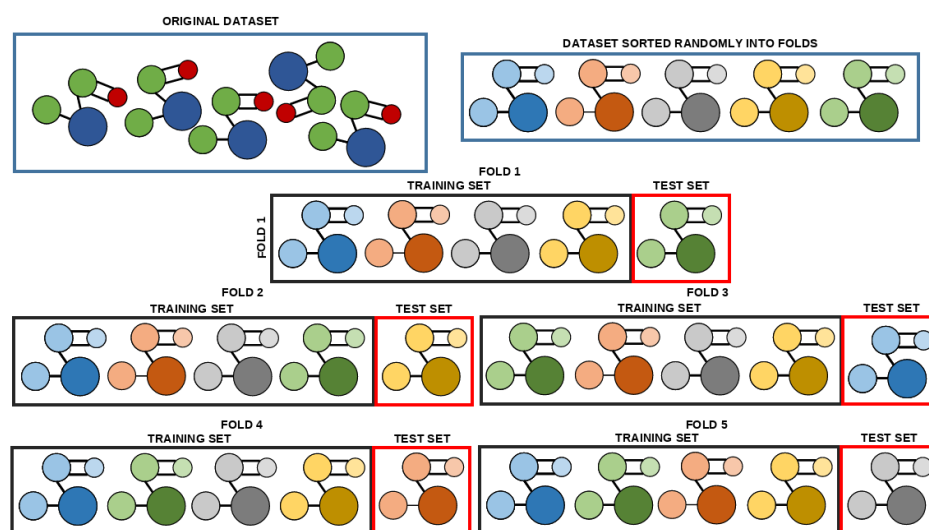 ORIGINAL DATASET
DATASET SORTED RANDOMLY INTO FOLDS
FOLD 1
TRAINING SET
TEST SET
FOLD 1
FOLD 2
TRAINING SET
TEST SET
FOLD 3
TRAINING SET
TEST SET
FOLD 4
TRAINING SET
TEST SET
FOLD 5
TRAINING SET
TEST SET